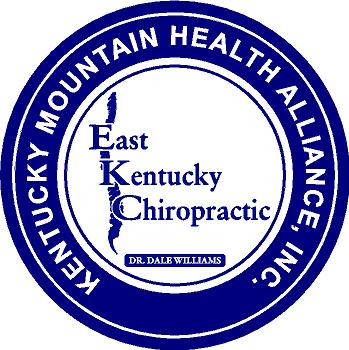 KENTUCKY MOUNTAIN HEALTH ALLIANCE, INC.
East
Kentucky
Chiropractic
DR. DALE WILLIAMS